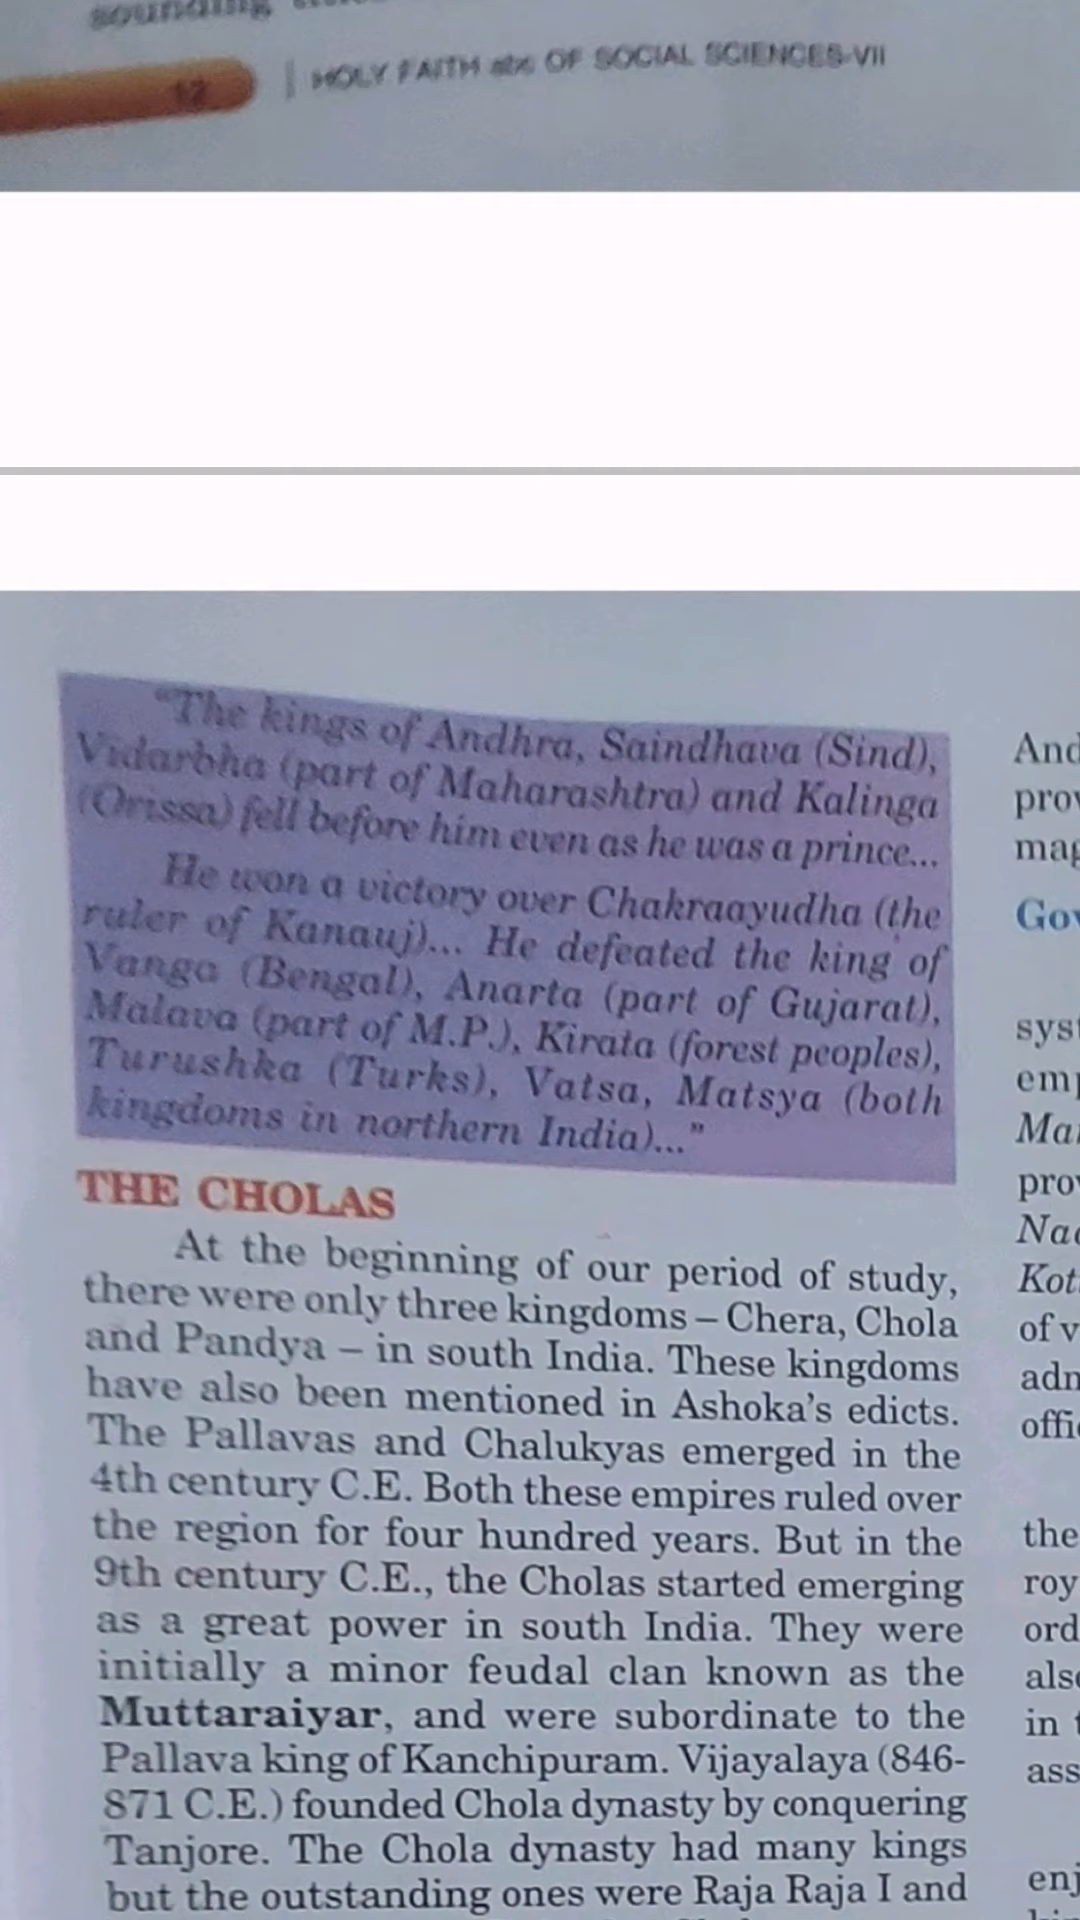 sounding
12 | HOLY FAITH abc OF SOCIAL SCIENCES-VII
"The kings of Andhra, Saindhava (Sind),
Vidarbha (part of Maharashtra) and Kalinga
(Orissa) fell before him even as he was a prince...
He won a victory over Chakraayudha (the
ruler of Kanauj)... He defeated the king of
Vanga (Bengal), Anarta (part of Gujarat),
Malava (part of M.P.), Kirata (forest peoples),
Turushka (Turks), Vatsa, Matsya (both
kingdoms in northern India)..."
THE CHOLAS
At the beginning of our period of study,
there were only three kingdoms – Chera, Chola
and Pandya – in south India. These kingdoms
have also been mentioned in Ashoka's edicts.
The Pallavas and Chalukyas emerged in the
4th century C.E. Both these empires ruled over
the region for four hundred years. But in the
9th century C.E., the Cholas started emerging
as a great power in south India. They were
initially a minor feudal clan known as the
Muttaraiyar, and were subordinate to the
Pallava king of Kanchipuram. Vijayalaya (846-
871 C.E.) founded Chola dynasty by conquering
Tanjore. The Chola dynasty had many kings
but the outstanding ones were Raja Raja I and
the
of v
in